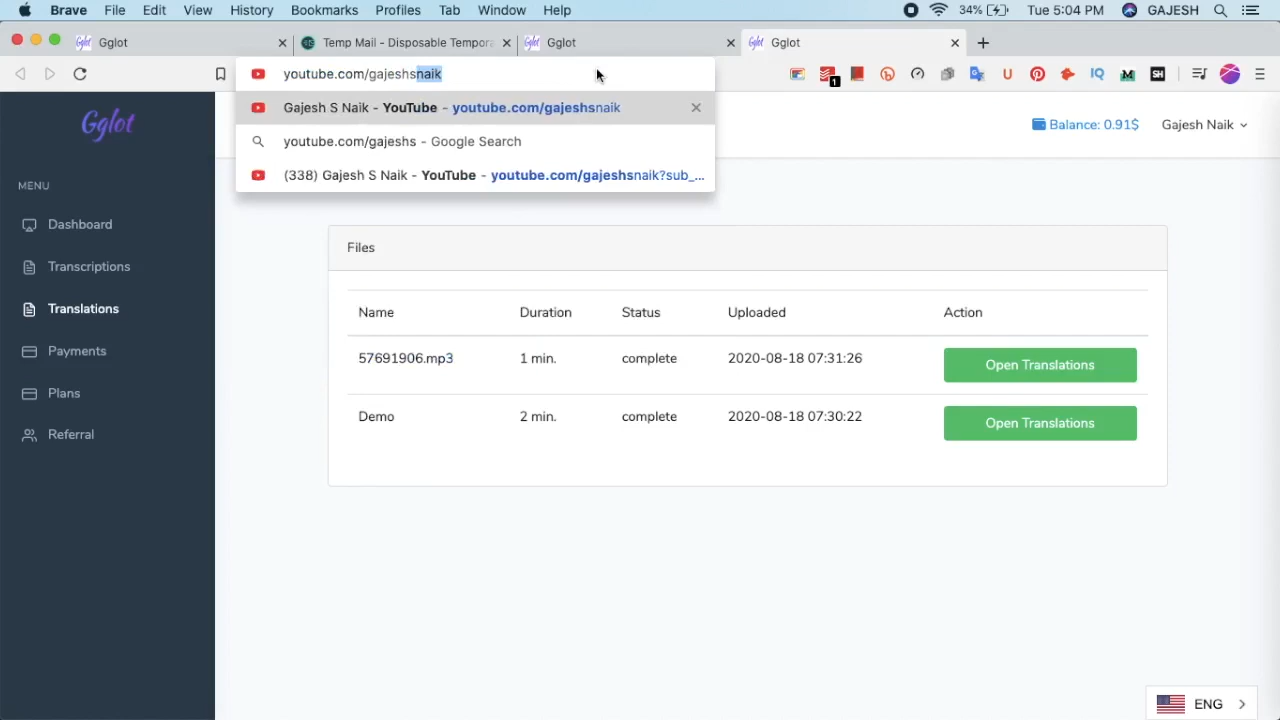 Brave File Edit View History Bookmarks Profiles Tab Window Help 34% Tue 5:04 PM GAJESH
Gglot Temp Mail - Disposable Tempora Gglot Gglot
youtube.com/gajeshsnaik
1 U IQ M SH
Gajesh S Naik - YouTube - youtube.com/gajeshsnaik
youtube.com/gajeshs - Google Search
(338) Gajesh S Naik - YouTube - youtube.com/gajeshsnaik?sub_...
Gglot
Balance: 0.91$ Gajesh Naik
MENU
Dashboard
Transcriptions
Translations
Payments
Plans
Referral
Files
Name Duration Status Uploaded Action
57691906.mp3 1 min. complete 2020-08-18 07:31:26 Open Translations
Demo 2 min. complete 2020-08-18 07:30:22 Open Translations
ENG